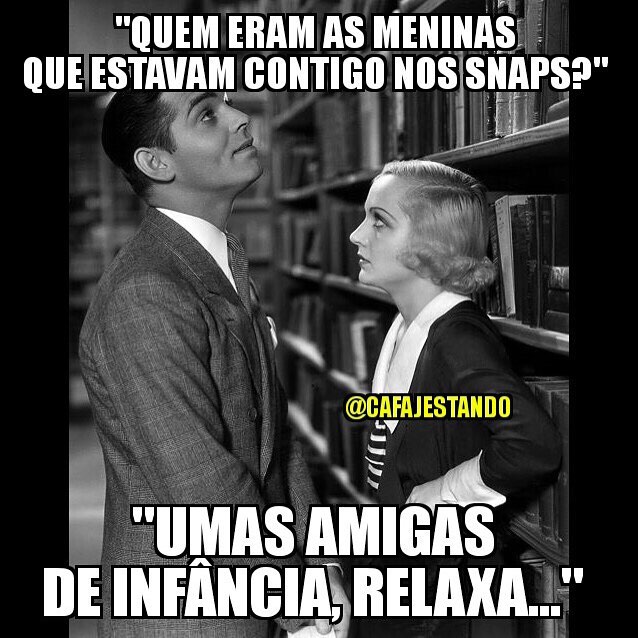 "QUEM ERAM AS MENINAS
QUE ESTAVAM CONTIGO NOS SNAPS?"
@CAFAJESTANDO
"UMAS AMIGAS
DE INFÂNCIA, RELAXA..."